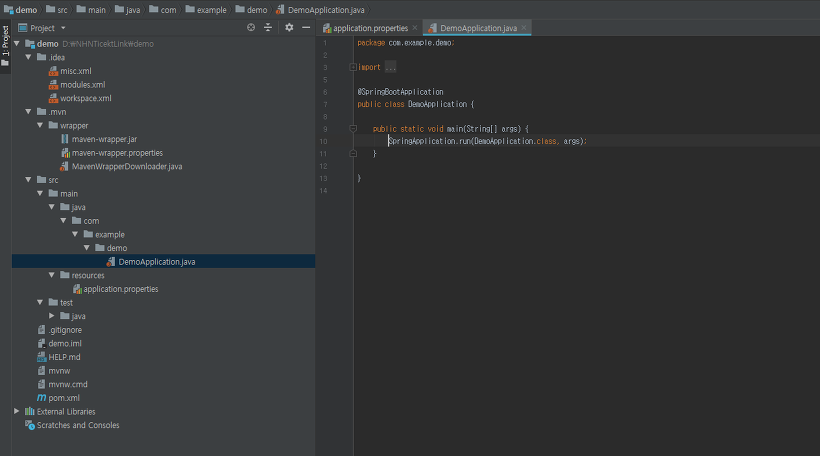 demo src main java com example demo DemoApplication.java
1: Project
Project
application.properties
DemoApplication.java
demo D:₩NHNTicektLink₩demo
.idea
misc.xml
modules.xml
workspace.xml
.mvn
wrapper
maven-wrapper.jar
maven-wrapper.properties
MavenWrapperDownloader.java
src
main
java
com
example
demo
DemoApplication.java
resources
application.properties
test
java
.gitignore
demo.iml
HELP.md
mvnw
mvnw.cmd
pom.xml
External Libraries
Scratches and Consoles
1 package com.example.demo;
2
3 import ...
5
6 @SpringBootApplication
7 public class DemoApplication {
8
9 public static void main(String[] args) {
10 SpringApplication.run(DemoApplication.class, args);
11 }
12
13 }
14